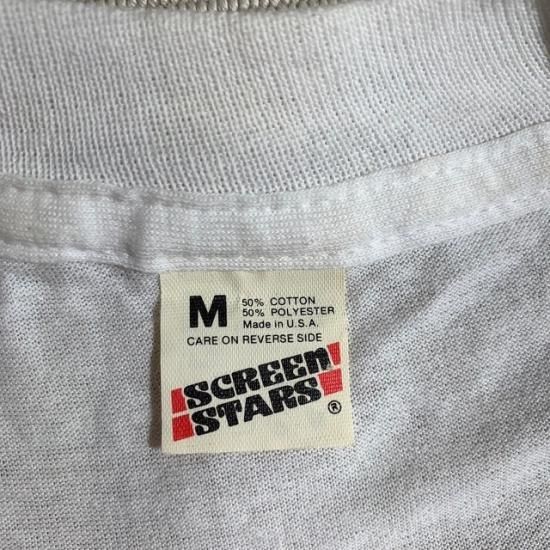 M 50% COTTON
50% POLYESTER
Made in U.S.A.
CARE ON REVERSE SIDE
SCREEN
STARS ®